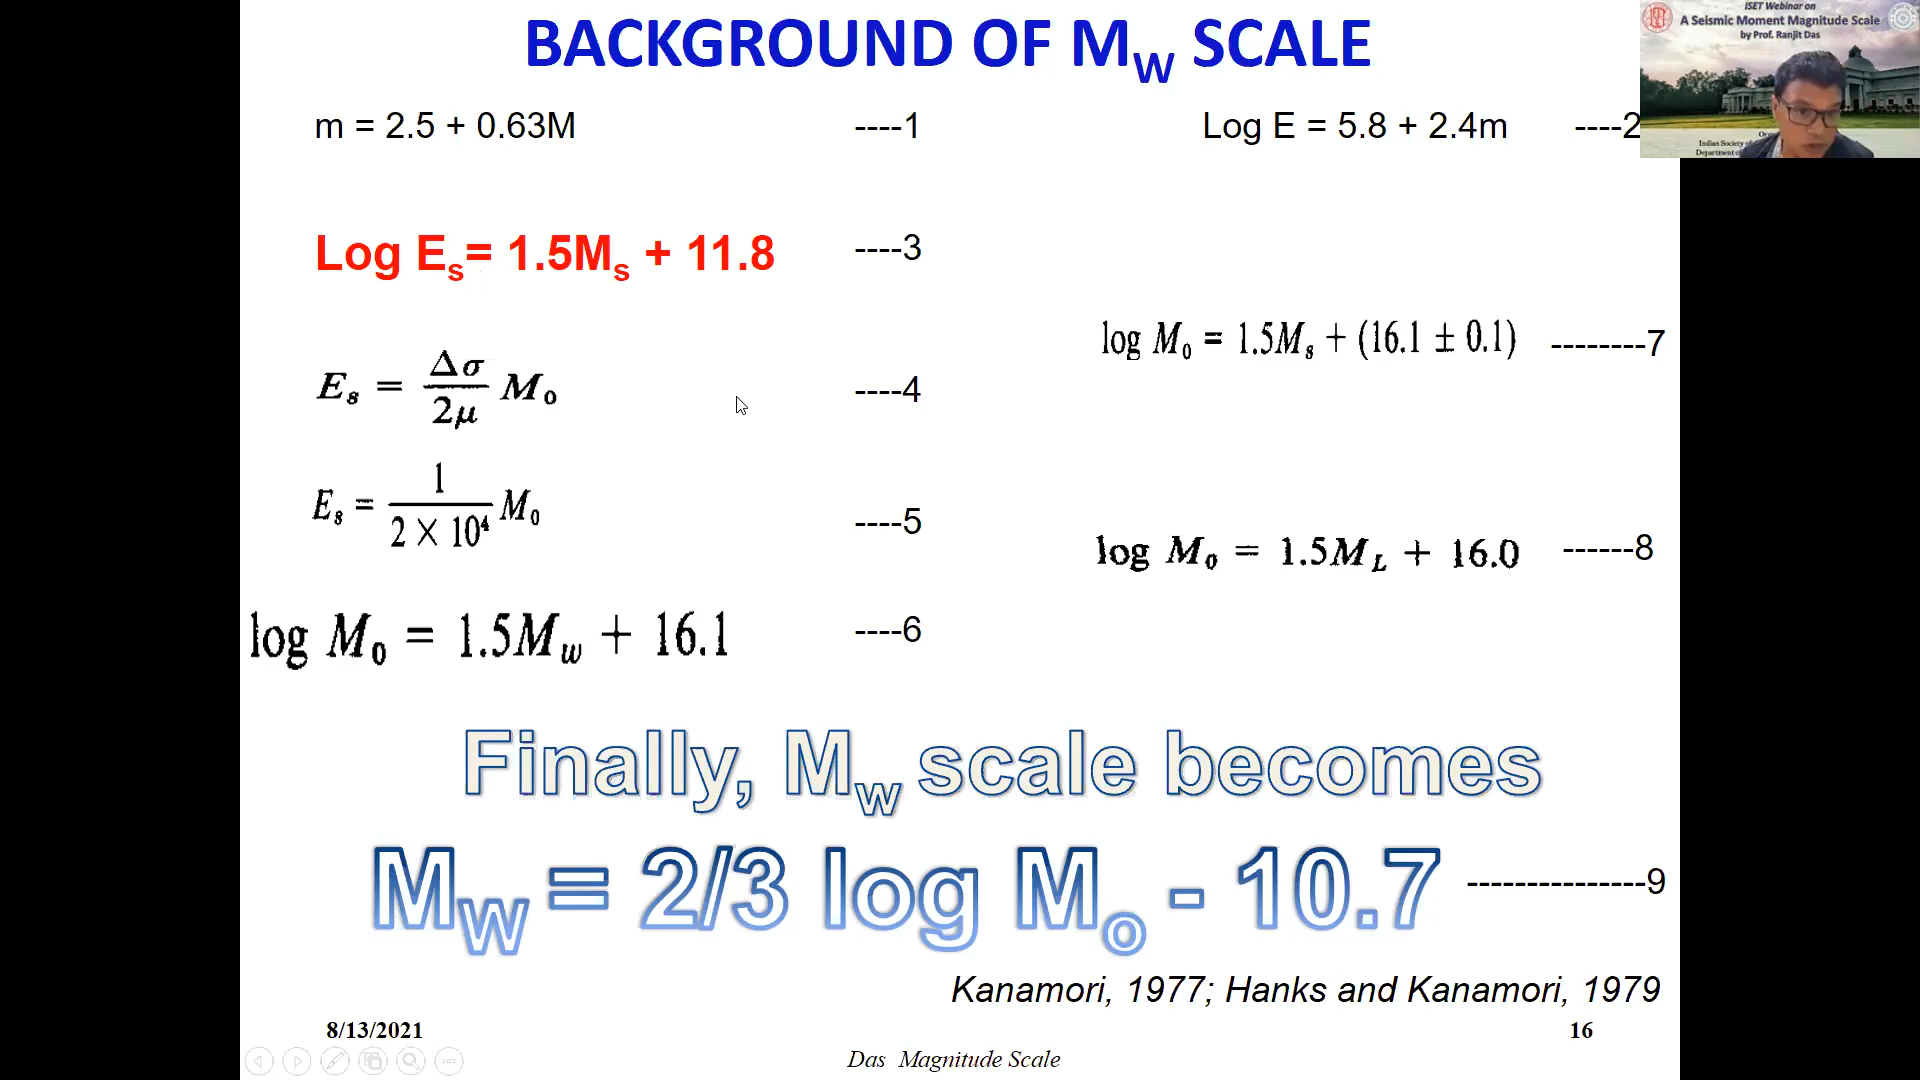 BACKGROUND OF MW SCALE
ISET Webinar on
A Seismic Moment Magnitude Scale
by Prof. Ranjit Das
Indian Society
Department of
m = 2.5 + 0.63M ----1
Log E = 5.8 + 2.4m ----2
Log Es= 1.5Ms + 11.8 ----3
log M0 = 1.5Ms + (16.1 ± 0.1) --------7
Es = Δσ/2μ M0 ----4
Es = 1/2 × 10⁴ M0 ----5
log M0 = 1.5ML + 16.0 ------8
log M0 = 1.5Mw + 16.1 ----6
Finally, Mw scale becomes
MW = 2/3 log Mo - 10.7 ---------------9
Kanamori, 1977; Hanks and Kanamori, 1979
8/13/2021
16
Das Magnitude Scale